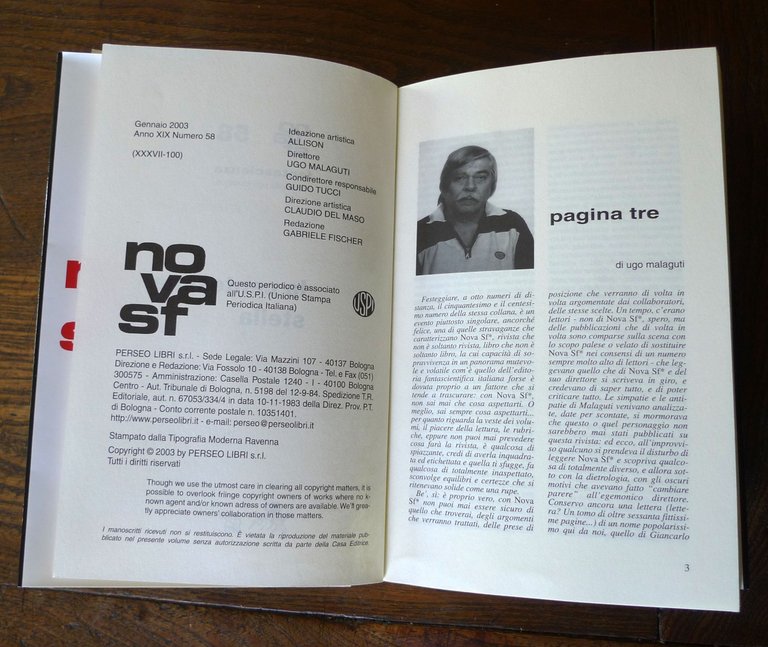 Gennaio 2003
Anno XIX Numero 58
(XXXVII-100)
Ideazione artistica
ALLISON
Direttore
UGO MALAGUTI
Condirettore responsabile
GUIDO TUCCI
Direzione artistica
CLAUDIO DEL MASO
Redazione
GABRIELE FISCHER
no
va
sf
Questo periodico è associato
all'U.S.P.I. (Unione Stampa
Periodica Italiana)
USPI
PERSEO LIBRI s.r.l. - Sede Legale: Via Mazzini 107 - 40137 Bologna
Direzione e Redazione: Via Fossolo 10 - 40138 Bologna - Tel. e Fax (051)
300575 - Amministrazione: Casella Postale 1240 - I - 40100 Bologna
Centro - Aut. Tribunale di Bologna n. 5198 del 12-9-84. Spedizione T.R.
Editoriale, aut. n. 67053/334/4 in data 10-11-1983 della Direz. Prov. P.T.
di Bologna - Conto corrente postale n. 10351401.
http://www.perseolibri.it - e-mail: perseo@perseolibri.it
Stampato dalla Tipografia Moderna Ravenna
Copyright © 2003 by PERSEO LIBRI s.r.l.
Tutti i diritti riservati
Though we use the utmost care in clearing all copyright matters, it is
possible to overlook friinge copyright owners of works where no k-
nown agent and/or known adress of owners are available. We'll grea-
tly appreciate owners' collaboration in those matters.
I manoscritti ricevuti non si restituiscono. È vietata la riproduzione del materiale pub-
blicato nel presente volume senza autorizzazione scritta da parte della Casa Editrice.
pagina tre
di ugo malaguti
Festeggiare, a otto numeri di di-
stanza, il cinquantesimo e il centesi-
mo numero della stessa collana, è un
evento piuttosto singolare, ancorché
felice, una di quelle stravaganze che
caratterizzano Nova SF*, rivista che
non è soltanto rivista, libro che non è
soltanto libro, la cui capacità di so-
pravvivenza in un panorama mutevo-
le e volatile com'è quello dell'edito-
ria fantascientifica italiana forse è
dovuta proprio a un fattore che si
tende a trascurare: con Nova SF*,
non sai mai che cosa aspettarti. O
meglio, sai sempre cosa aspettarti...
per quanto riguarda la veste dei volu-
mi, il piacere della lettura, le rubri-
che, eppure non puoi mai prevedere
cosa farà la rivista, è qualcosa di
spiazzante, credi di averla inquadra-
ta ed etichettata e quella ti sfugge, fa
qualcosa di totalmente inaspettato,
sconvolge equilibri e certezze che si
ritenevano solide come una rupe.
Be', sì: è proprio vero, con Nova
SF* non puoi mai essere sicuro di
quello che troverai, degli argomenti
che verranno trattati, delle prese di
posizione che verranno di volta in
volta argomentate dai collaboratori,
delle stesse scelte. Un tempo, c'erano
lettori - non di Nova SF*, spero, ma
delle pubblicazioni che di volta in
volta sono comparse sulla scena con
lo scopo palese o velato di sostituire
Nova SF* nei consensi di un numero
sempre molto alto di lettori - che leg-
gevano quello che di Nova SF* e del
suo direttore si scriveva in giro, e
credevano di saper tutto, e di poter
criticare tutto. Le simpatie e le anti-
patie di Malaguti venivano analizza-
te, date per scontate, si mormorava
che questo o quel personaggio non
sarebbero mai stati pubblicati su
questa rivista: ed ecco, all'improvvi-
so qualcuno si prendeva il disturbo di
leggere Nova SF* e scopriva qualco-
sa di totalmente diverso, e allora sot-
to con la dietrologia, con gli oscuri
motivi che avevano fatto "cambiare
parere" all'egemonico direttore.
Conservo ancora una lettera (lette-
ra? Un tomo di oltre sessanta fittissi-
me pagine...) di un nome popolarissi-
mo qui da noi, quello di Giancarlo
3